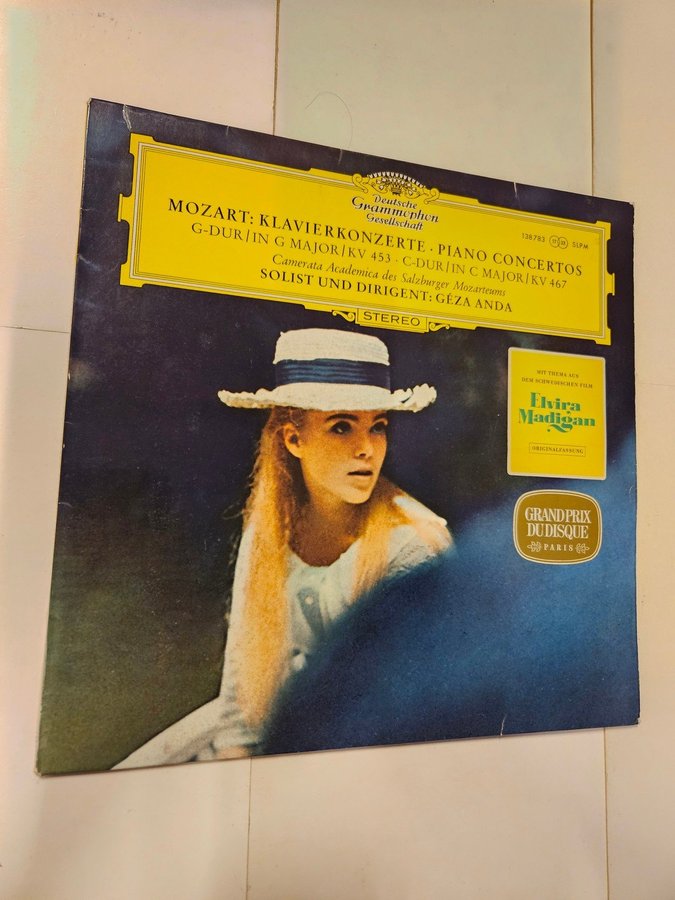 Deutsche
Grammophon
Gesellschaft
MOZART: KLAVIERKONZERTE · PIANO CONCERTOS
138783 SLPM
G-DUR/IN G MAJOR/KV 453 · C-DUR/IN C MAJOR/KV 467
Camerata Academica des Salzburger Mozarteums
SOLIST UND DIRIGENT: GÉZA ANDA
STEREO
MIT THEMA AUS
DEM SCHWEDISCHEN FILM
Elvira
Madigan
ORIGINALFASSUNG
GRAND PRIX
DU DISQUE
PARIS